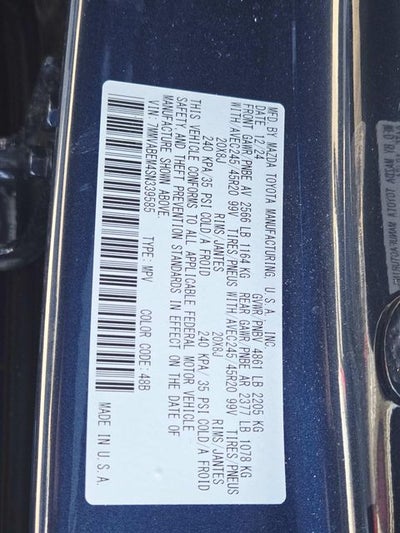 MFD. BY MAZDA TOYOTA MANUFACTURING U.S.A. INC.
DATE: 12/24 GVWR/PNBV 4861 LB 2205 KG
FRONT GAWR/PNBE AV 2566 LB 1164 KG REAR GAWR/PNBE AR 2377 LB 1078 KG
WITH/AVEC245/45R20 99V TIRES/PNEUS WITH/AVEC245/45R20 99V TIRES/PNEUS
20X8J RIMS/JANTES 20X8J RIMS/JANTES
240 KPA/35 PSI COLD/A FROID 240 KPA/35 PSI COLD/A FROID
THIS VEHICLE CONFORMS TO ALL APPLICABLE FEDERAL MOTOR VEHICLE
SAFETY AND THEFT PREVENTION STANDARDS IN EFFECT ON THE DATE OF
MANUFACTURE SHOWN ABOVE.
VIN: 7MMVABEM4SN339585 TYPE: MPV COLOR CODE: 48B
MADE IN U.S.A.